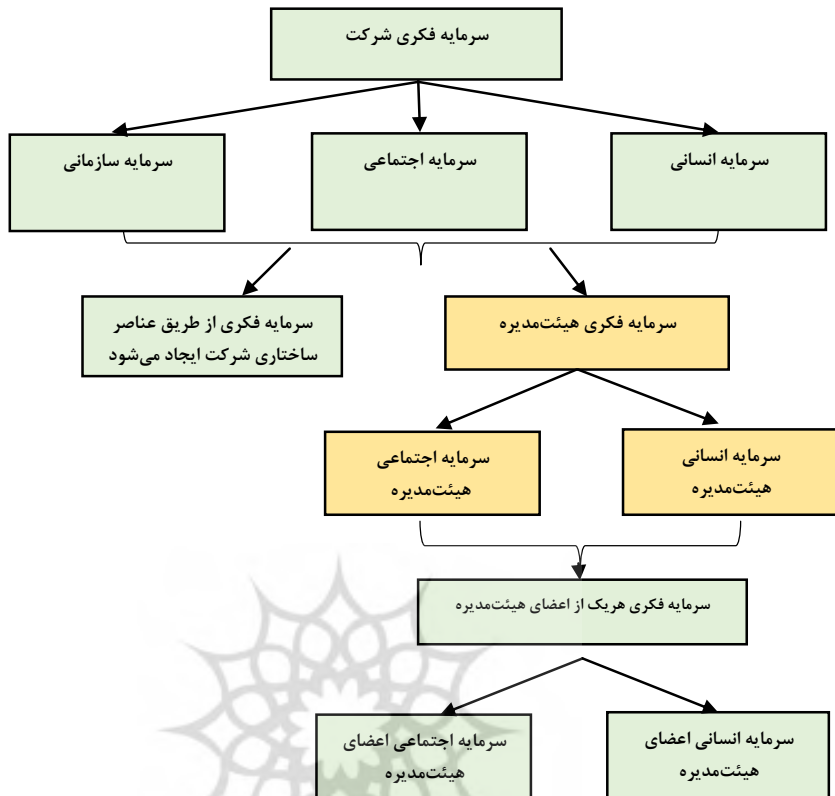 سرمایه فکری شرکت
سرمایه انسانی
سرمایه اجتماعی
سرمایه سازمانی
سرمایه فکری هیئت‌مدیره
سرمایه فکری از طریق عناصر
ساختاری شرکت ایجاد می‌شود
سرمایه انسانی
هیئت‌مدیره
سرمایه اجتماعی
هیئت‌مدیره
سرمایه فکری هریک از اعضای هیئت‌مدیره
سرمایه انسانی اعضای
هیئت‌مدیره
سرمایه اجتماعی اعضای
هیئت‌مدیره